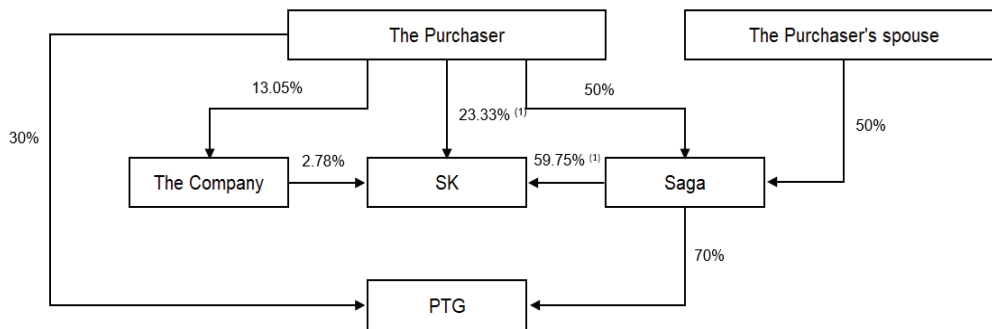 The Purchaser
The Purchaser's spouse
13.05%
50%
23.33% (1)
30%
50%
2.78%
59.75% (1)
The Company
SK
Saga
70%
PTG